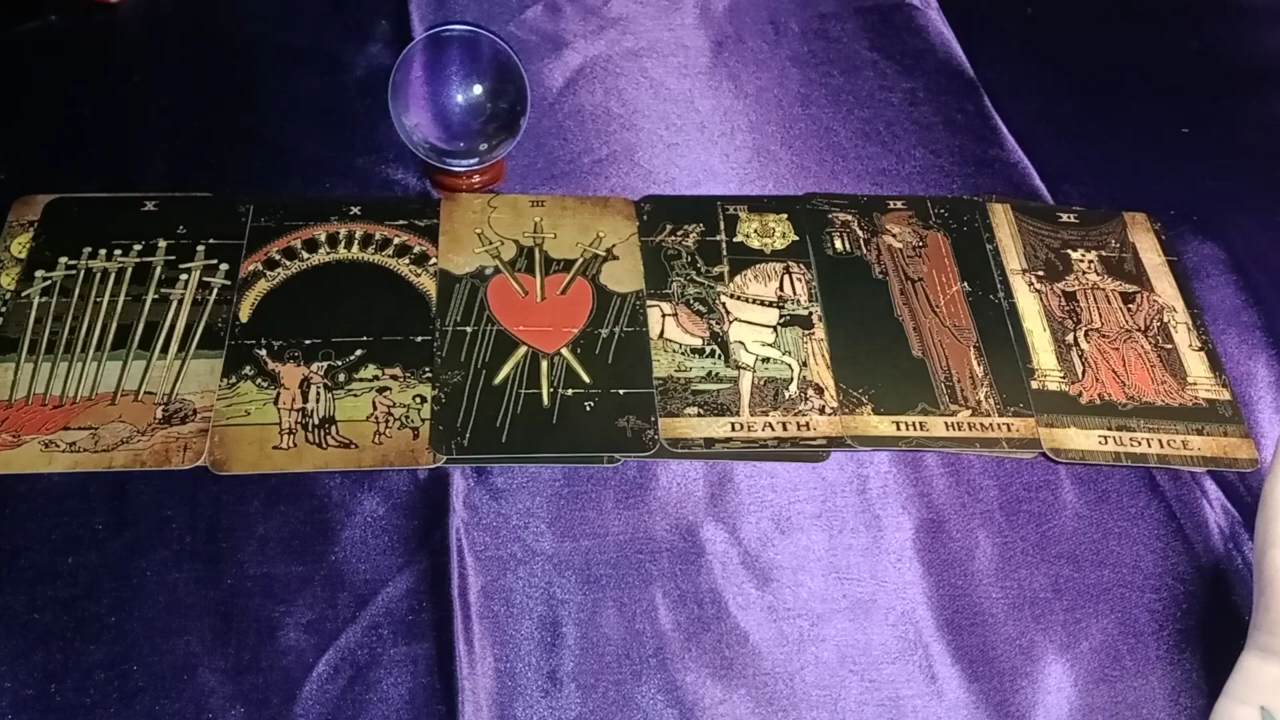 X
X
III
XIII
IX
XI
DEATH.
THE HERMIT.
JUSTICE.